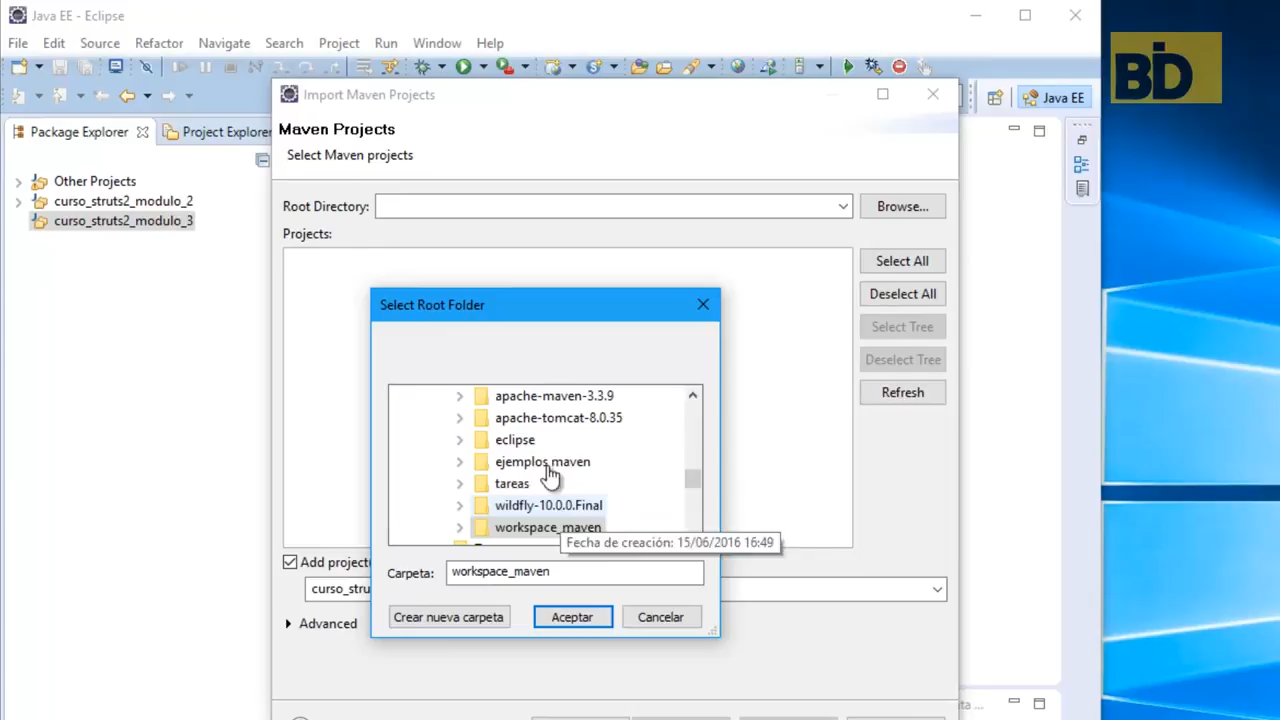 Java EE - Eclipse
File Edit Source Refactor Navigate Search Project Run Window Help
BiD
Import Maven Projects
Java EE
Package Explorer
Project Explorer
Maven Projects
Select Maven projects
Other Projects
curso_struts2_modulo_2
curso_struts2_modulo_3
Root Directory:
Browse...
Projects:
Select All
Deselect All
Select Tree
Deselect Tree
Refresh
Select Root Folder
apache-maven-3.3.9
apache-tomcat-8.0.35
eclipse
ejemplos maven
tareas
wildfly-10.0.0.Final
workspace_maven
Fecha de creación: 15/06/2016 16:49
Add project
Carpeta:
workspace_maven
curso_stru
Crear nueva carpeta
Aceptar
Cancelar
Advanced